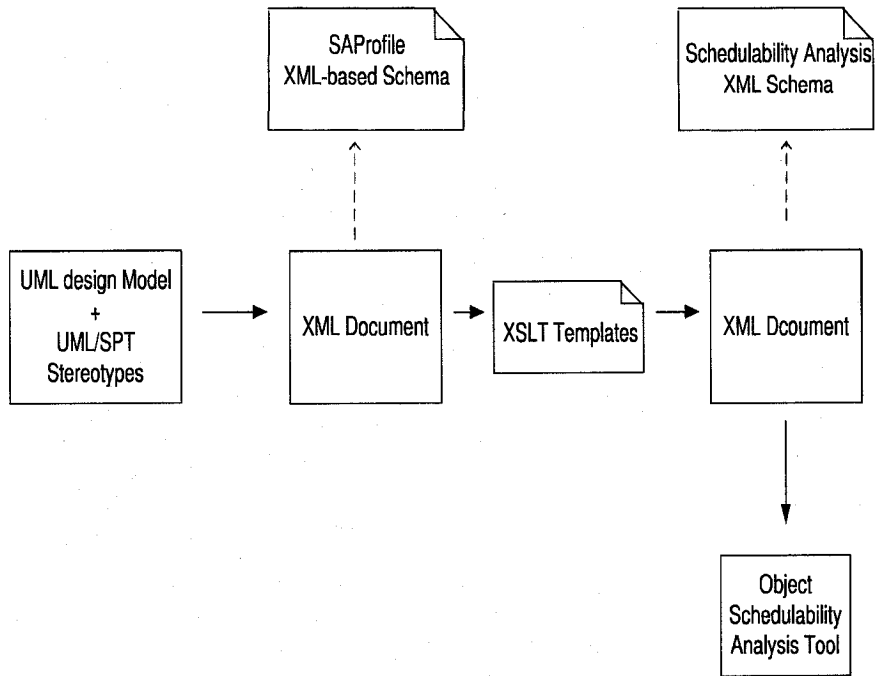 SAProfile
XML-based Schema
Schedulability Analysis
XML Schema
UML design Model
+
UML/SPT
Stereotypes
XML Document
XSLT Templates
XML Dcoument
Object
Schedulability
Analysis Tool